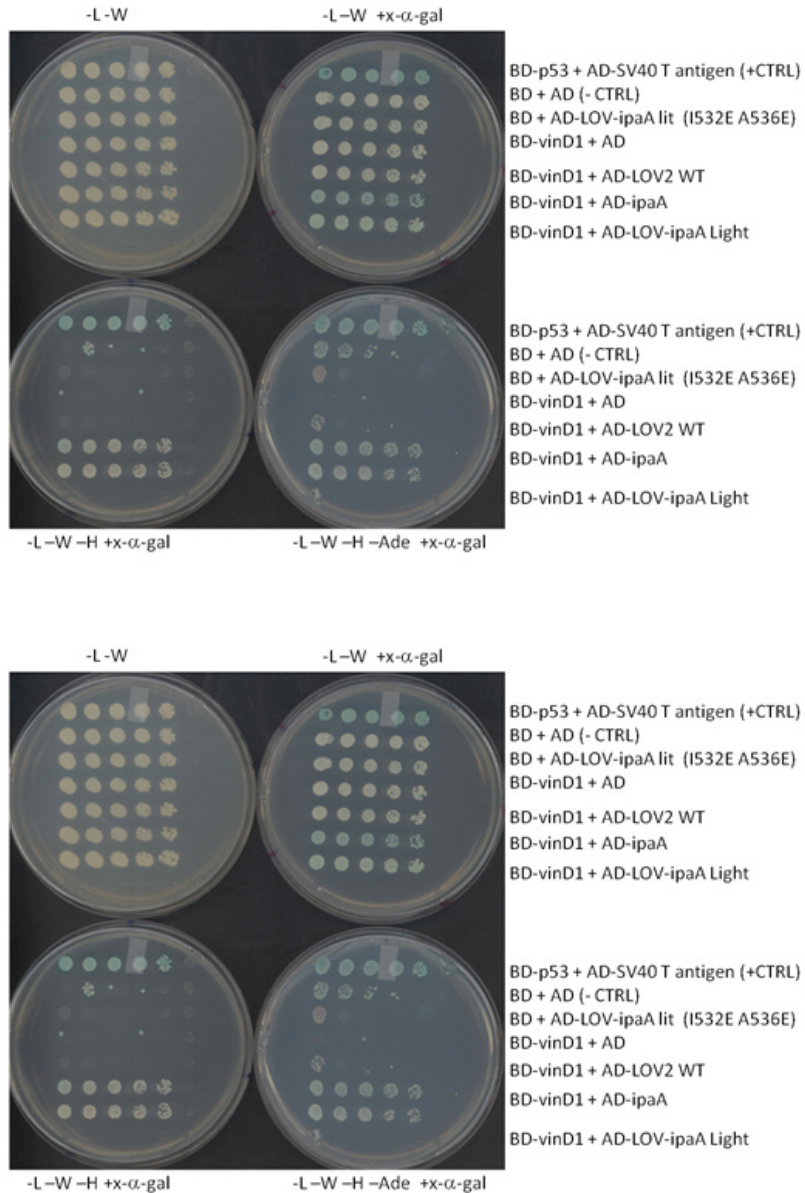 -L -W
-L–W +x-α-gal
BD-p53 + AD-SV40 T antigen (+CTRL)
BD + AD (- CTRL)
BD + AD-LOV-ipaA lit (I532E A536E)
BD-vinD1 + AD
BD-vinD1 + AD-LOV2 WT
BD-vinD1 + AD-ipaA
BD-vinD1 + AD-LOV-ipaA Light
BD-p53 + AD-SV40 T antigen (+CTRL)
BD + AD (- CTRL)
BD + AD-LOV-ipaA lit (I532E A536E)
BD-vinD1 + AD
BD-vinD1 + AD-LOV2 WT
BD-vinD1 + AD-ipaA
BD-vinD1 + AD-LOV-ipaA Light
-L–W –H +x-α-gal
-L–W –H –Ade +x-α-gal
-L -W
-L–W +x-α-gal
BD-p53 + AD-SV40 T antigen (+CTRL)
BD + AD (- CTRL)
BD + AD-LOV-ipaA lit (I532E A536E)
BD-vinD1 + AD
BD-vinD1 + AD-LOV2 WT
BD-vinD1 + AD-ipaA
BD-vinD1 + AD-LOV-ipaA Light
BD-p53 + AD-SV40 T antigen (+CTRL)
BD + AD (- CTRL)
BD + AD-LOV-ipaA lit (I532E A536E)
BD-vinD1 + AD
BD-vinD1 + AD-LOV2 WT
BD-vinD1 + AD-ipaA
BD-vinD1 + AD-LOV-ipaA Light
-L–W –H +x-α-gal
-L–W –H –Ade +x-α-gal